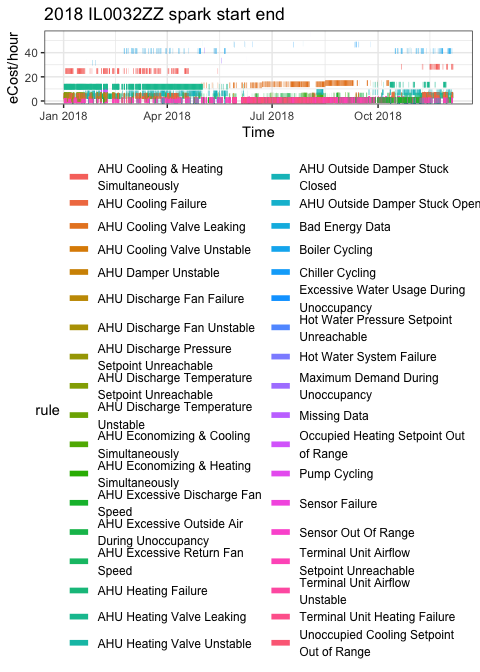 2018 IL0032ZZ spark start end
eCost/hour
40
20
0
Jan 2018
Apr 2018
Jul 2018
Oct 2018
Time
rule
AHU Cooling & Heating
Simultaneously
AHU Cooling Failure
AHU Cooling Valve Leaking
AHU Cooling Valve Unstable
AHU Damper Unstable
AHU Discharge Fan Failure
AHU Discharge Fan Unstable
AHU Discharge Pressure
Setpoint Unreachable
AHU Discharge Temperature
Setpoint Unreachable
AHU Discharge Temperature
Unstable
AHU Economizing & Cooling
Simultaneously
AHU Economizing & Heating
Simultaneously
AHU Excessive Discharge Fan
Speed
AHU Excessive Outside Air
During Unoccupancy
AHU Excessive Return Fan
Speed
AHU Heating Failure
AHU Heating Valve Leaking
AHU Heating Valve Unstable
AHU Outside Damper Stuck
Closed
AHU Outside Damper Stuck Open
Bad Energy Data
Boiler Cycling
Chiller Cycling
Excessive Water Usage During
Unoccupancy
Hot Water Pressure Setpoint
Unreachable
Hot Water System Failure
Maximum Demand During
Unoccupancy
Missing Data
Occupied Heating Setpoint Out
of Range
Pump Cycling
Sensor Failure
Sensor Out Of Range
Terminal Unit Airflow
Setpoint Unreachable
Terminal Unit Airflow
Unstable
Terminal Unit Heating Failure
Unoccupied Cooling Setpoint
Out of Range